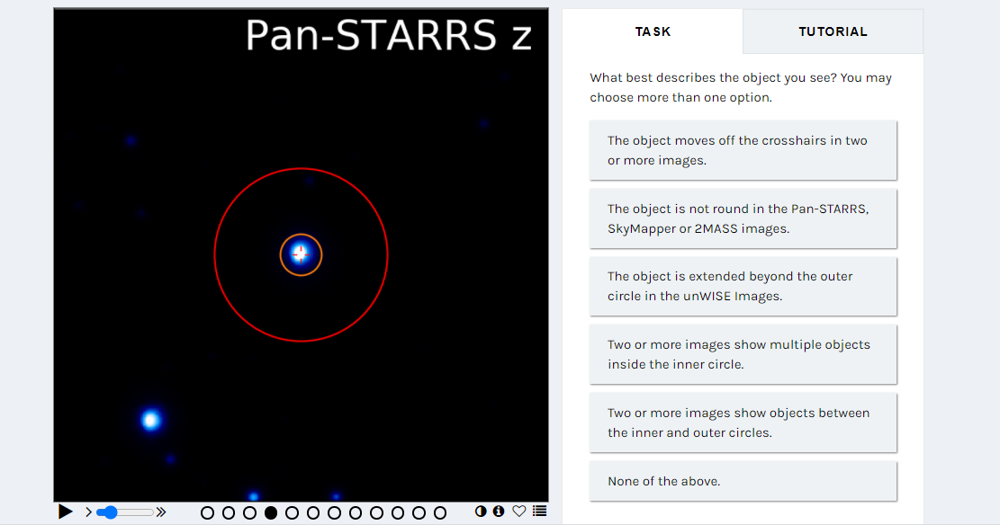 Pan-STARRS z
TASK
TUTORIAL
What best describes the object you see? You may
choose more than one option.
The object moves off the crosshairs in two
or more images.
The object is not round in the Pan-STARRS,
SkyMapper or 2MASS images.
The object is extended beyond the outer
circle in the unWISE Images.
Two or more images show multiple objects
inside the inner circle.
Two or more images show objects between
the inner and outer circles.
None of the above.